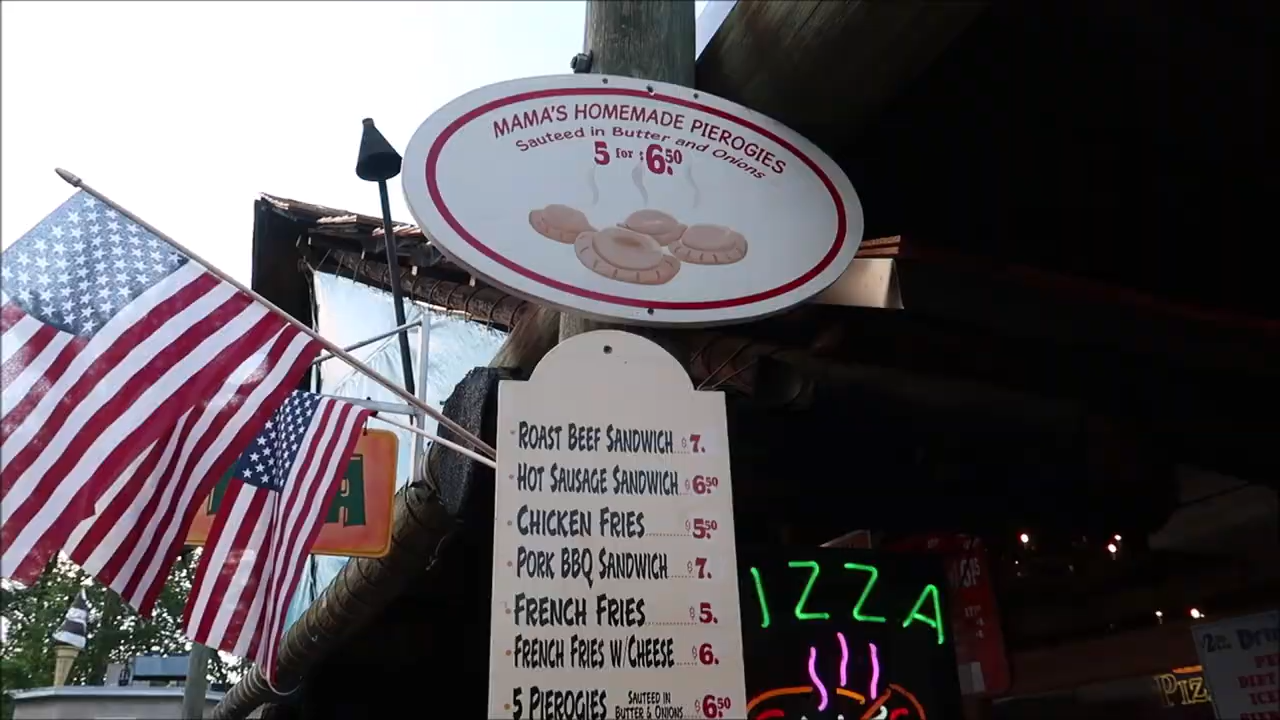 MAMA'S HOMEMADE PIEROGIES
Sauteed in Butter and Onions
5 for $6.50
ROAST BEEF SANDWICH $7.
HOT SAUSAGE SANDWICH $6.50
CHICKEN FRIES $5.50
PORK BBQ SANDWICH $7.
FRENCH FRIES $5.
FRENCH FRIES W/CHEESE $6.
5 PIEROGIES SAUTEED IN BUTTER & ONIONS $6.50
IZZA